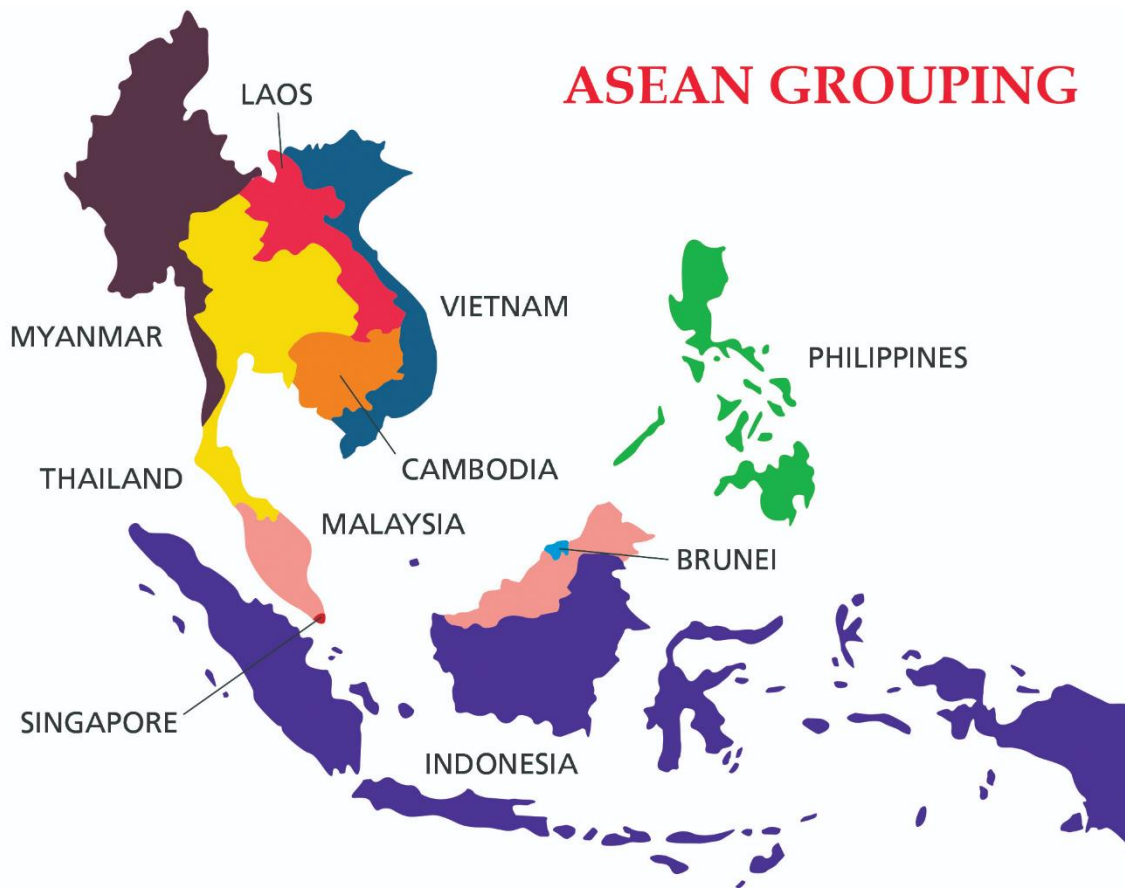 ASEAN GROUPING
LAOS
VIETNAM
MYANMAR
PHILIPPINES
CAMBODIA
THAILAND
MALAYSIA
BRUNEI
SINGAPORE
INDONESIA